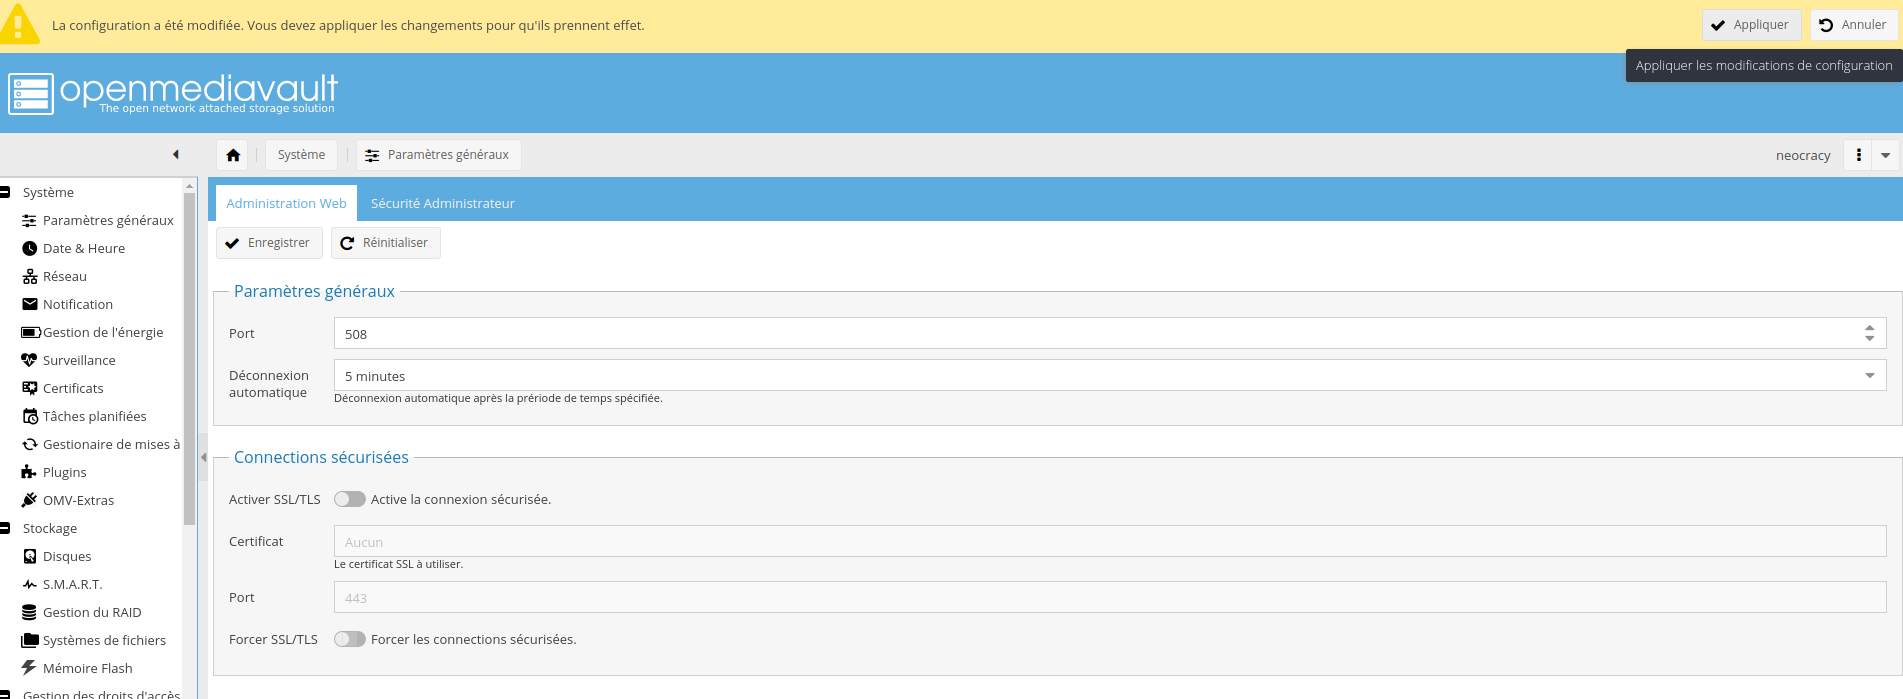 La configuration a été modifiée. Vous devez appliquer les changements pour qu'ils prennent effet.
Appliquer
Annuler
Appliquer les modifications de configuration
openmediavault
The open network attached storage solution
Système
Paramètres généraux
neocracy
Système
Paramètres généraux
Date & Heure
Réseau
Notification
Gestion de l'énergie
Surveillance
Certificats
Tâches planifiées
Gestionaire de mises à
Plugins
OMV-Extras
Stockage
Disques
S.M.A.R.T.
Gestion du RAID
Systèmes de fichiers
Mémoire Flash
Gestion des droits d'accès
Administration Web
Sécurité Administrateur
Enregistrer
Réinitialiser
Paramètres généraux
Port
508
Déconnexion
automatique
5 minutes
Déconnexion automatique après la prériode de temps spécifiée.
Connections sécurisées
Activer SSL/TLS
Active la connexion sécurisée.
Certificat
Aucun
Le certificat SSL à utiliser.
Port
443
Forcer SSL/TLS
Forcer les connections sécurisées.